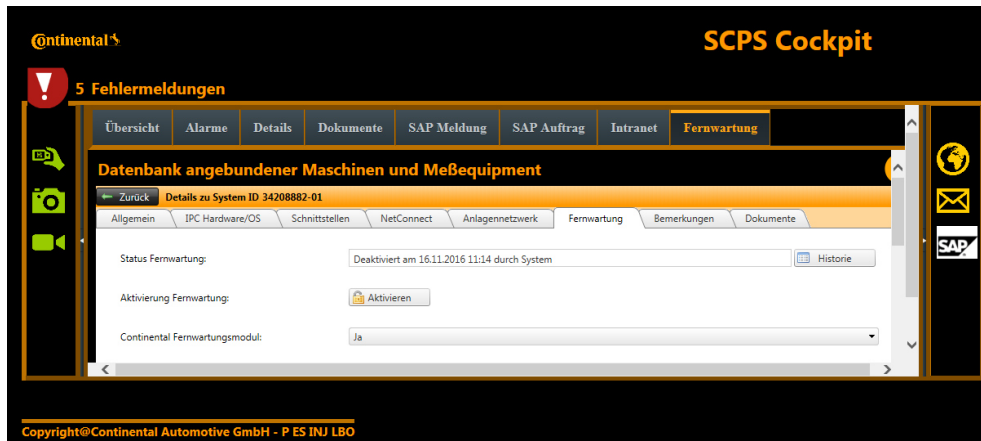 Continental
SCPS Cockpit
5 Fehlermeldungen
Übersicht Alarme Details Dokumente SAP Meldung SAP Auftrag Intranet Fernwartung
Datenbank angebundener Maschinen und Meßequipment
Zurück Details zu System ID 34208882-01
Allgemein IPC Hardware/OS Schnittstellen NetConnect Anlagennetzwerk Fernwartung Bemerkungen Dokumente
Status Fernwartung: Deaktiviert am 16.11.2016 11:14 durch System Historie
Aktivierung Fernwartung: Aktivieren
Continental Fernwartungsmodul: Ja
SAP
Copyright@Continental Automotive GmbH - P ES INJ LBO